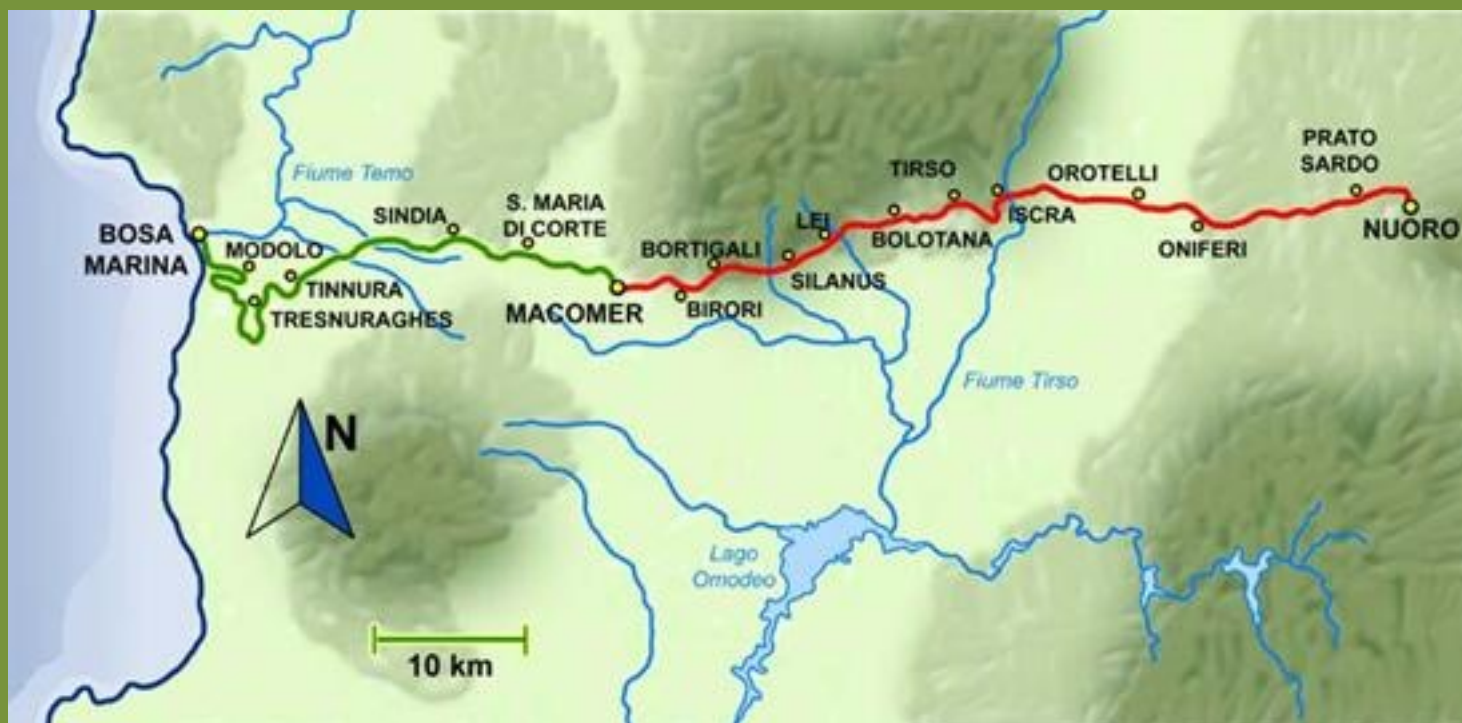 PRATO
SARDO
Fiume Temo
TIRSO
OROTELLI
S. MARIA
DI CORTE
SINDIA
LEI
ISCRA
BOSA
MARINA
MODOLO
BORTIGALI
BOLOTANA
ONIFERI
NUORO
TINNURA
SILANUS
TRESNURAGHES
MACOMER
BIRORI
Fiume Tirso
N
Lago
Omodeo
10 km